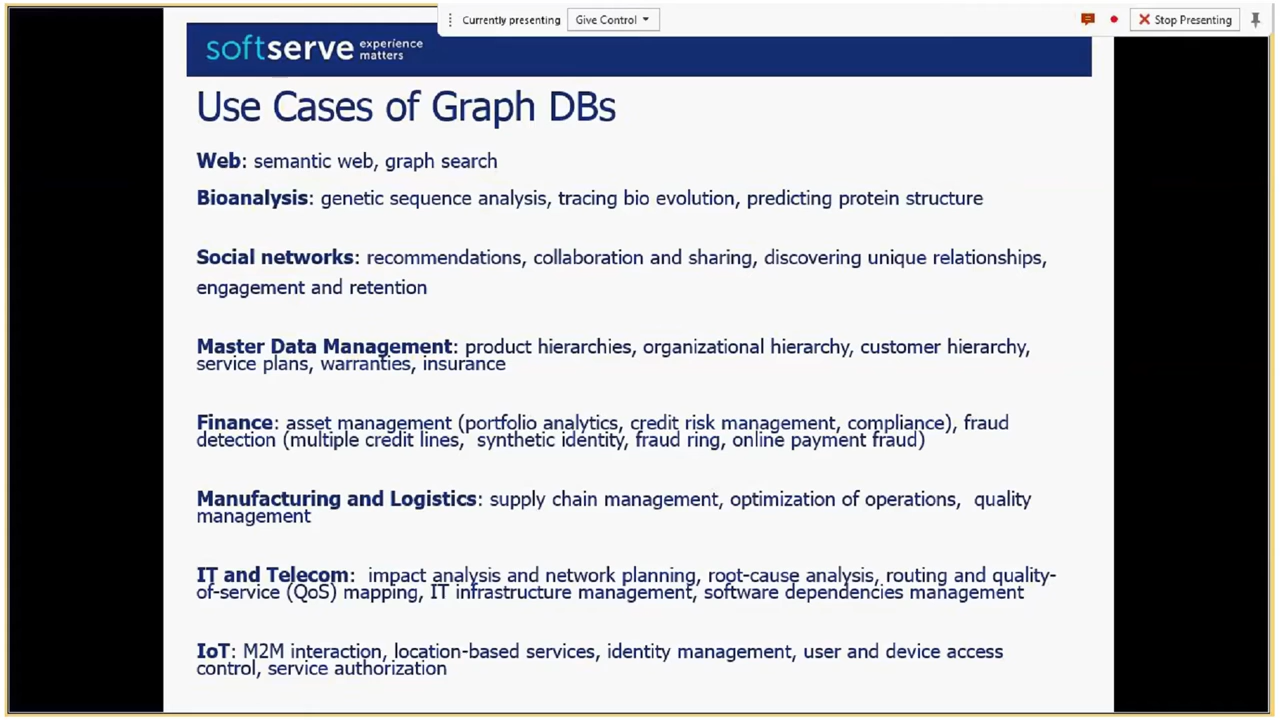 Currently presenting Give Control Stop Presenting
softserve experience matters
Use Cases of Graph DBs
Web: semantic web, graph search
Bioanalysis: genetic sequence analysis, tracing bio evolution, predicting protein structure
Social networks: recommendations, collaboration and sharing, discovering unique relationships,
engagement and retention
Master Data Management: product hierarchies, organizational hierarchy, customer hierarchy,
service plans, warranties, insurance
Finance: asset management (portfolio analytics, credit risk management, compliance), fraud
detection (multiple credit lines, synthetic identity, fraud ring, online payment fraud)
Manufacturing and Logistics: supply chain management, optimization of operations, quality
management
IT and Telecom: impact analysis and network planning, root-cause analysis, routing and quality-
of-service (QoS) mapping, IT infrastructure management, software dependencies management
IoT: M2M interaction, location-based services, identity management, user and device access
control, service authorization